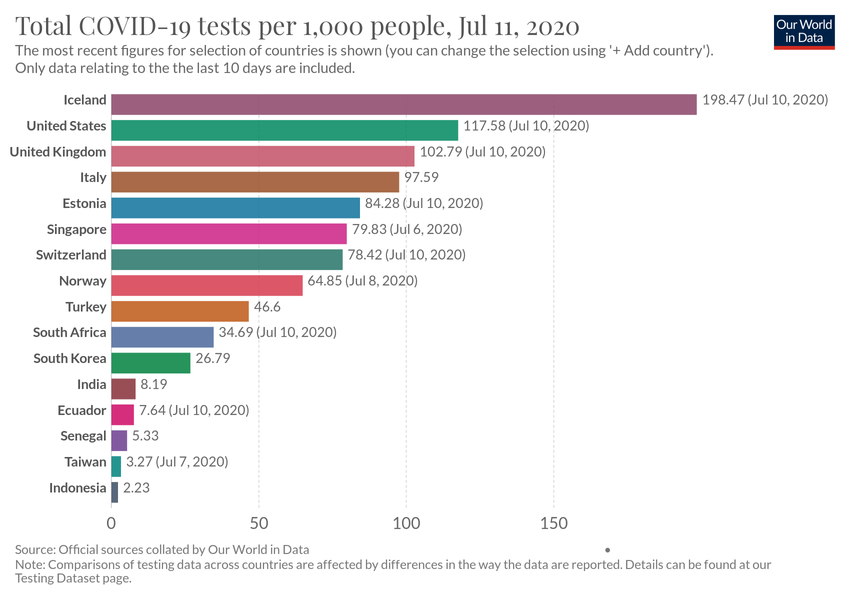 Total COVID-19 tests per 1,000 people, Jul 11, 2020
Our World
in Data
The most recent figures for selection of countries is shown (you can change the selection using '+ Add country').
Only data relating to the the last 10 days are included.
Iceland 198.47 (Jul 10, 2020)
United States 117.58 (Jul 10, 2020)
United Kingdom 102.79 (Jul 10, 2020)
Italy 97.59
Estonia 84.28 (Jul 10, 2020)
Singapore 79.83 (Jul 6, 2020)
Switzerland 78.42 (Jul 10, 2020)
Norway 64.85 (Jul 8, 2020)
Turkey 46.6
South Africa 34.69 (Jul 10, 2020)
South Korea 26.79
India 8.19
Ecuador 7.64 (Jul 10, 2020)
Senegal 5.33
Taiwan 3.27 (Jul 7, 2020)
Indonesia 2.23
0 50 100 150
Source: Official sources collated by Our World in Data
Note: Comparisons of testing data across countries are affected by differences in the way the data are reported. Details can be found at our
Testing Dataset page.